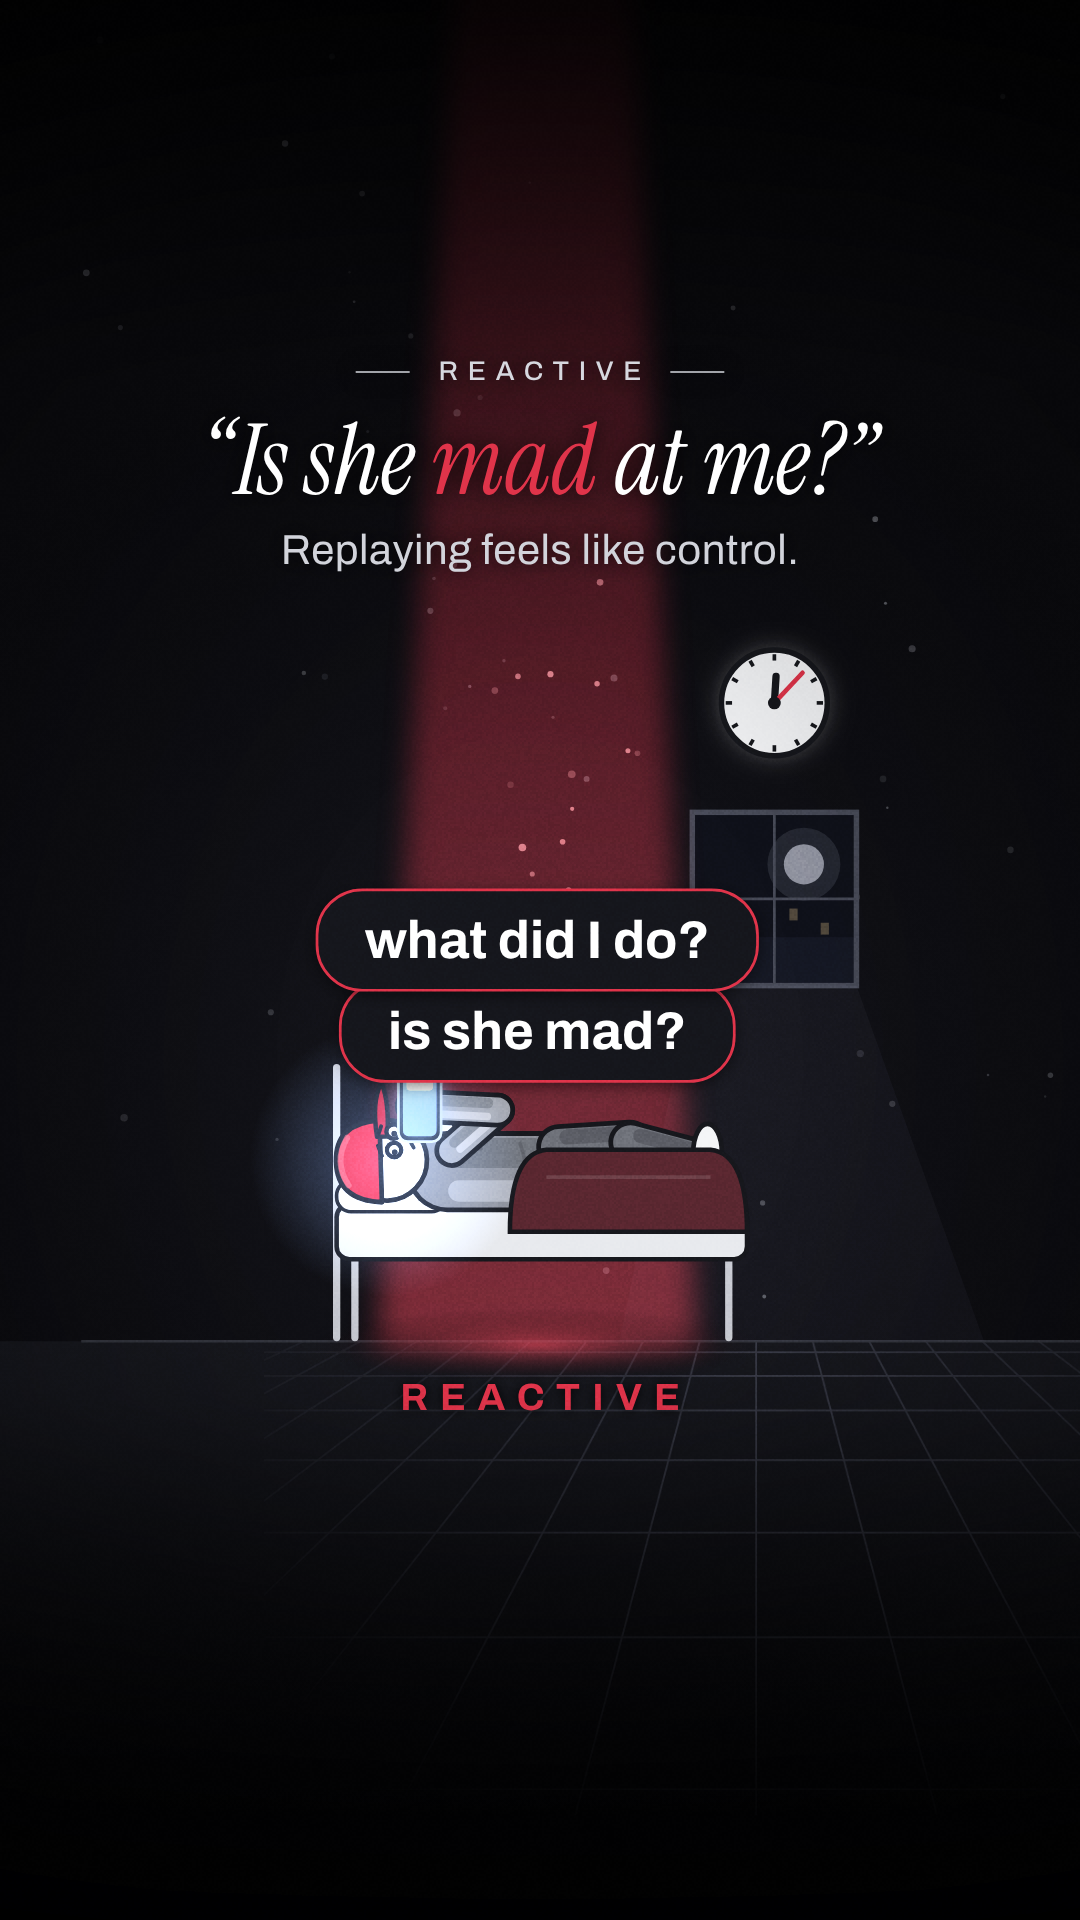 REACTIVE
“Is she mad at me?”
Replaying feels like control.
what did I do?
is she mad?
REACTIVE